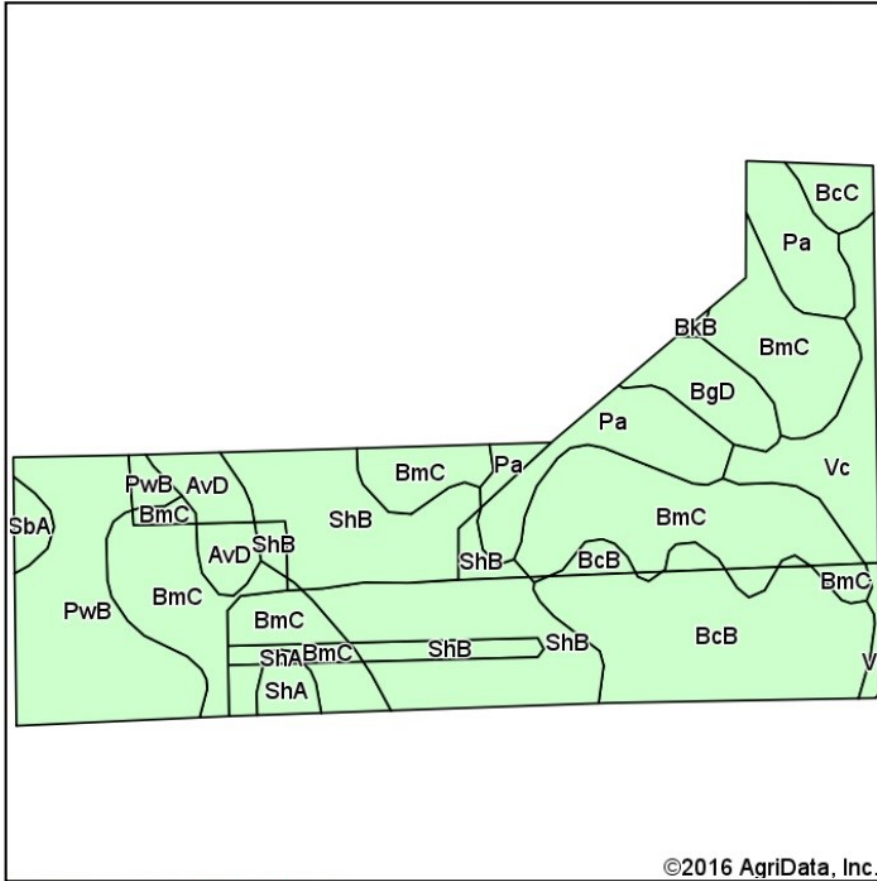 BcC
Pa
BkB
BmC
BgD
Pa
Vc
BmC
Pa
PwB
AvD
BmC
ShB
BmC
SbA
ShB
AvD
ShB
BcB
BmC
PwB
BmC
BmC
ShB
BcB
ShA
BmC
ShB
V
ShA
©2016 AgriData, Inc.